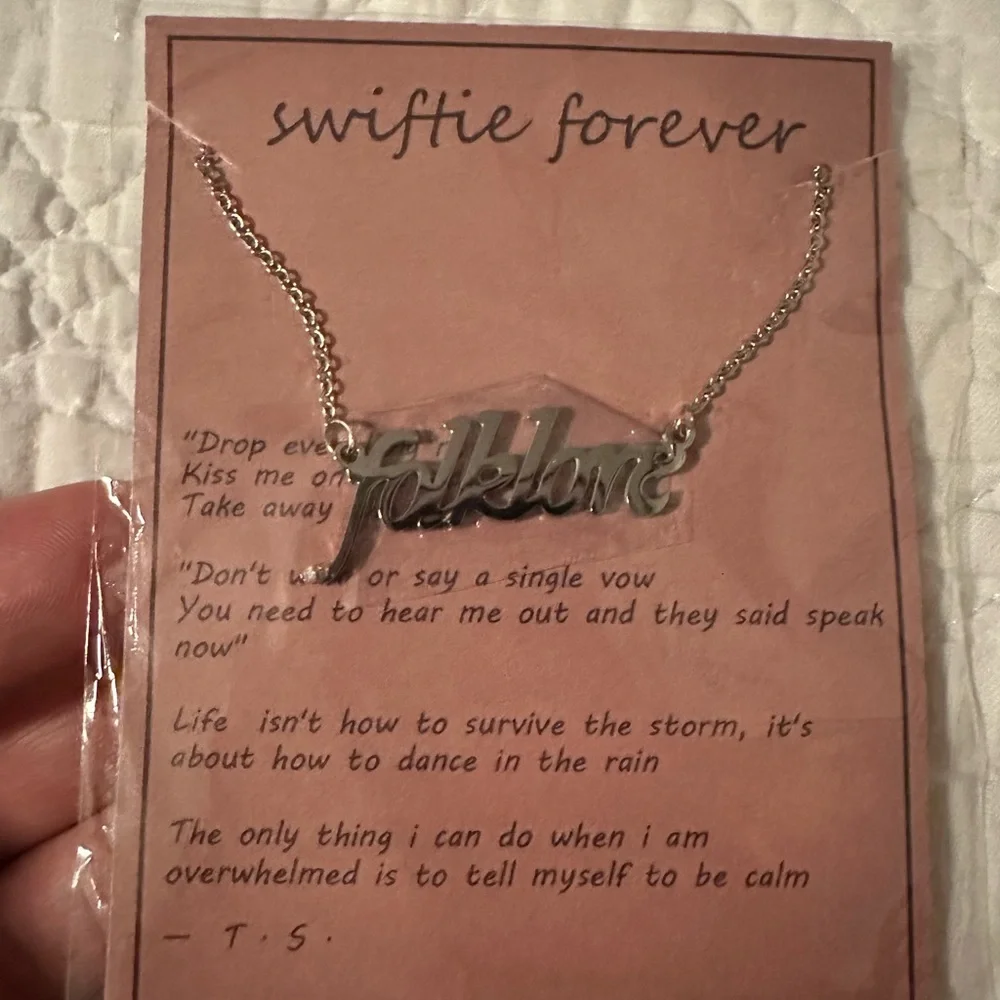 swiftie forever
folklore
"Drop
Kiss me on
Take away
"Don't or say a single vow
You need to hear me out and they said speak
now"
Life isn't how to survive the storm, it's
about how to dance in the rain
The only thing i can do when i am
overwhelmed is to tell myself to be calm
— T.S.